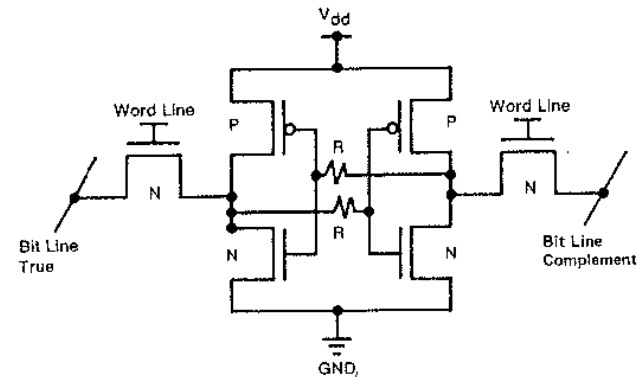 Vdd
Word Line
Word Line
P
P
R
N
N
Bit Line
True
R
N
N
Bit Line
Complement
GND,